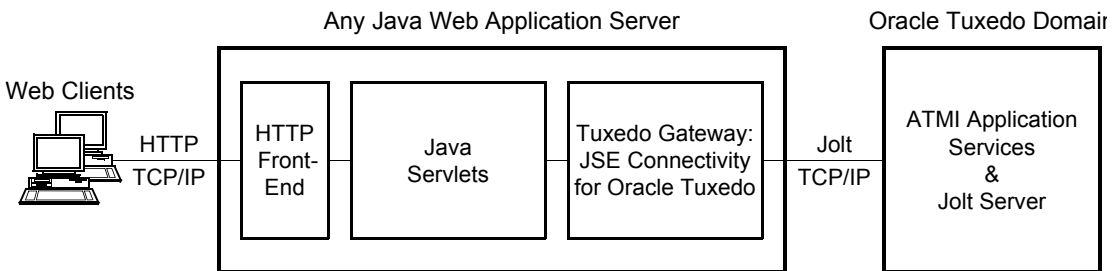 Any Java Web Application Server
Oracle Tuxedo Domain
Web Clients
HTTP
TCP/IP
HTTP
Front-
End
Java
Servlets
Tuxedo Gateway:
JSE Connectivity
for Oracle Tuxedo
Jolt
TCP/IP
ATMI Application
Services
&
Jolt Server